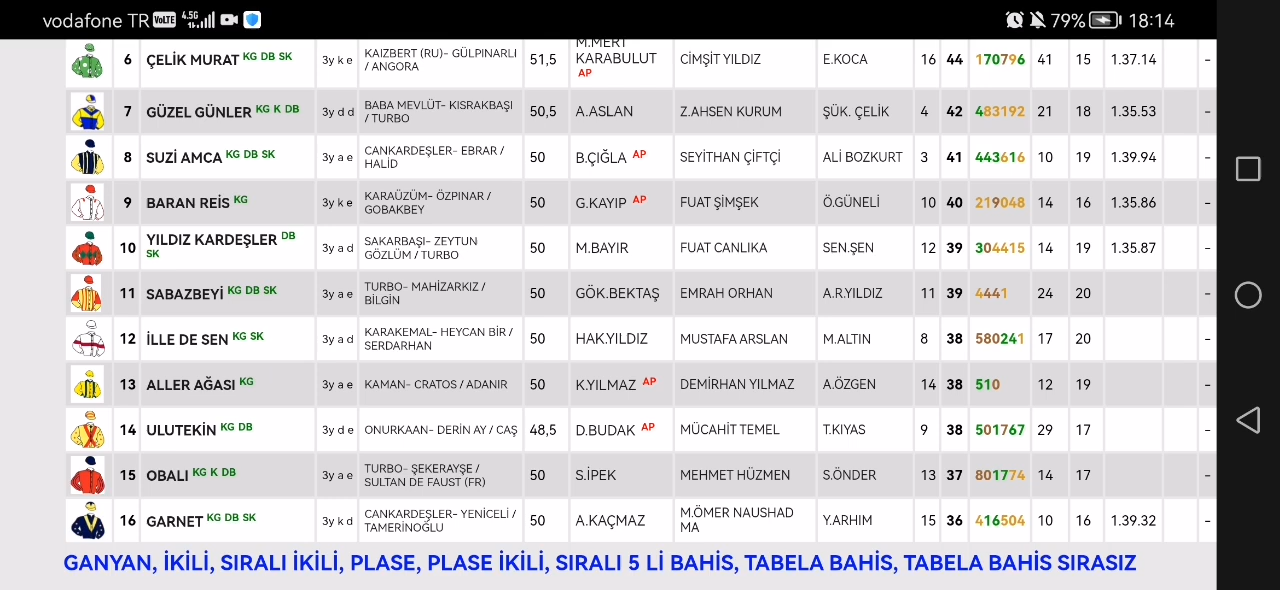 vodafone TR VoLTE 4.5G 79% 18:14
6 ÇELİK MURAT KG DB SK 3y k e KAIZBERT (RU)- GÜLPINARLI / ANGORA 51,5 M.MERT KARABULUT AP CİMŞİT YILDIZ E.KOCA 16 44 170796 41 15 1.37.14 -
7 GÜZEL GÜNLER KG K DB 3y d d BABA MEVLÜT- KISRAKBAŞI / TURBO 50,5 A.ASLAN Z.AHSEN KURUM ŞÜK. ÇELİK 4 42 483192 21 18 1.35.53 -
8 SUZİ AMCA KG DB SK 3y a e CANKARDEŞLER- EBRAR / HALİD 50 B.ÇIĞLA AP SEYİTHAN ÇİFTÇİ ALİ BOZKURT 3 41 443616 10 19 1.39.94 -
9 BARAN REİS KG 3y k e KARAÜZÜM- ÖZPINAR / GOBAKBEY 50 G.KAYIP AP FUAT ŞİMŞEK Ö.GÜNELİ 10 40 219048 14 16 1.35.86 -
10 YILDIZ KARDEŞLER DB SK 3y a d SAKARBAŞI- ZEYTUN GÖZLÜM / TURBO 50 M.BAYIR FUAT CANLIKA SEN.ŞEN 12 39 304415 14 19 1.35.87 -
11 SABAZBEYİ KG DB SK 3y a e TURBO- MAHİZARKIZ / BİLGİN 50 GÖK.BEKTAŞ EMRAH ORHAN A.R.YILDIZ 11 39 4441 24 20 -
12 İLLE DE SEN KG SK 3y a d KARAKEMAL- HEYCAN BİR / SERDARHAN 50 HAK.YILDIZ MUSTAFA ARSLAN M.ALTIN 8 38 580241 17 20 -
13 ALLER AĞASI KG 3y a e KAMAN- CRATOS / ADANIR 50 K.YILMAZ AP DEMİRHAN YILMAZ A.ÖZGEN 14 38 510 12 19 -
14 ULUTEKİN KG DB 3y d e ONURKAAN- DERİN AY / CAŞ 48,5 D.BUDAK AP MÜCAHİT TEMEL T.KIYAS 9 38 501767 29 17 -
15 OBALI KG K DB 3y a e TURBO- ŞEKERAYŞE / SULTAN DE FAUST (FR) 50 S.İPEK MEHMET HÜZMEN S.ÖNDER 13 37 801774 14 17 -
16 GARNET KG DB SK 3y k d CANKARDEŞLER- YENİCELİ / TAMERİNOĞLU 50 A.KAÇMAZ M.ÖMER NAUSHAD MA Y.ARHIM 15 36 416504 10 16 1.39.32 -
GANYAN, İKİLİ, SIRALI İKİLİ, PLASE, PLASE İKİLİ, SIRALI 5 Lİ BAHİS, TABELA BAHİS, TABELA BAHİS SIRASIZ